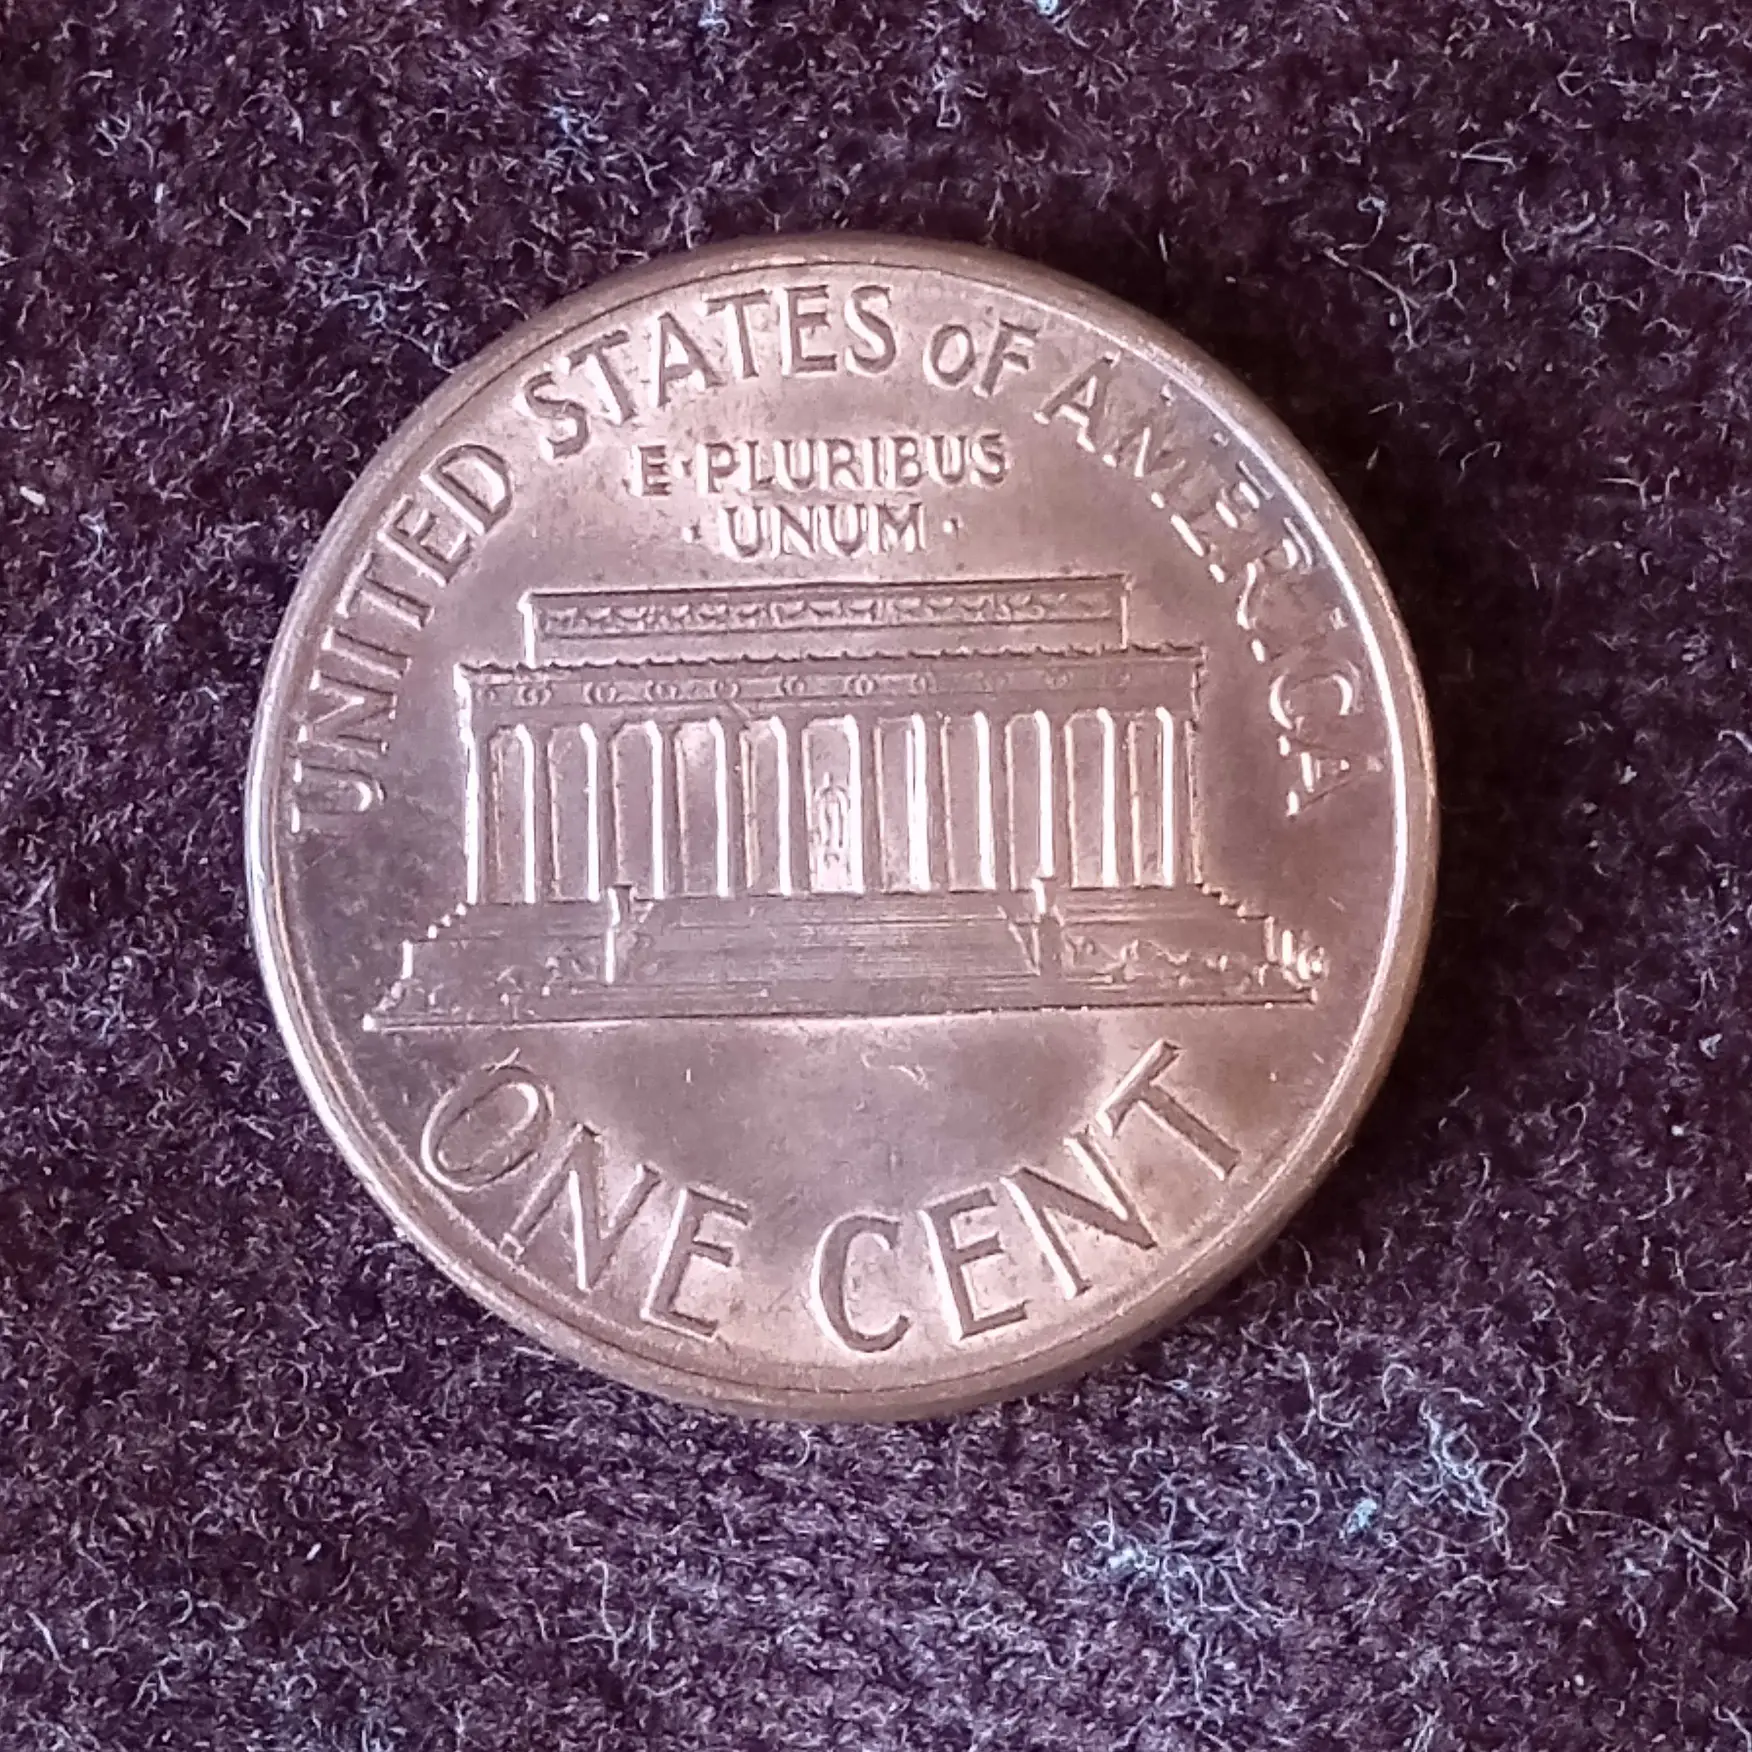 UNITED STATES OF AMERICA
E·PLURIBUS
·UNUM·
ONE CENT